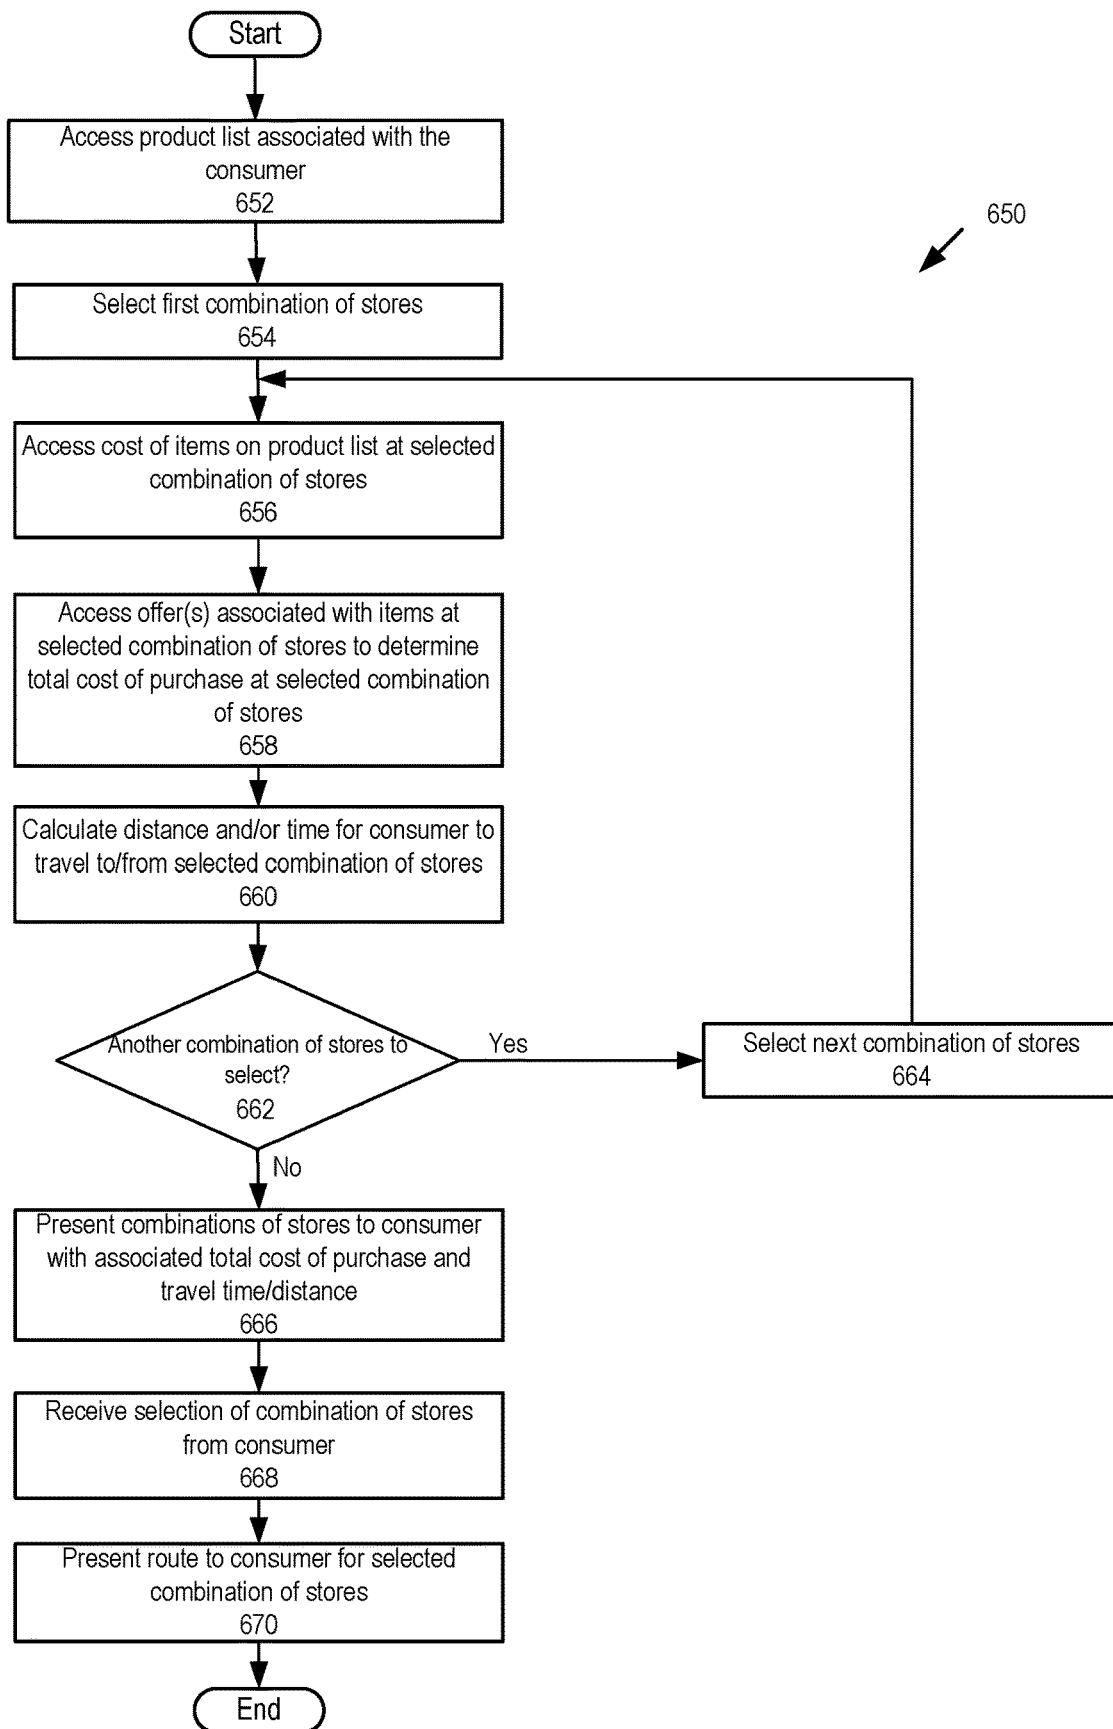 Start
Access product list associated with the
consumer
652
650
Select first combination of stores
654
Access cost of items on product list at selected
combination of stores
656
Access offer(s) associated with items at
selected combination of stores to determine
total cost of purchase at selected combination
of stores
658
Calculate distance and/or time for consumer to
travel to/from selected combination of stores
660
Another combination of stores to
select?
662
Yes
Select next combination of stores
664
No
Present combinations of stores to consumer
with associated total cost of purchase and
travel time/distance
666
Receive selection of combination of stores
from consumer
668
Present route to consumer for selected
combination of stores
670
End